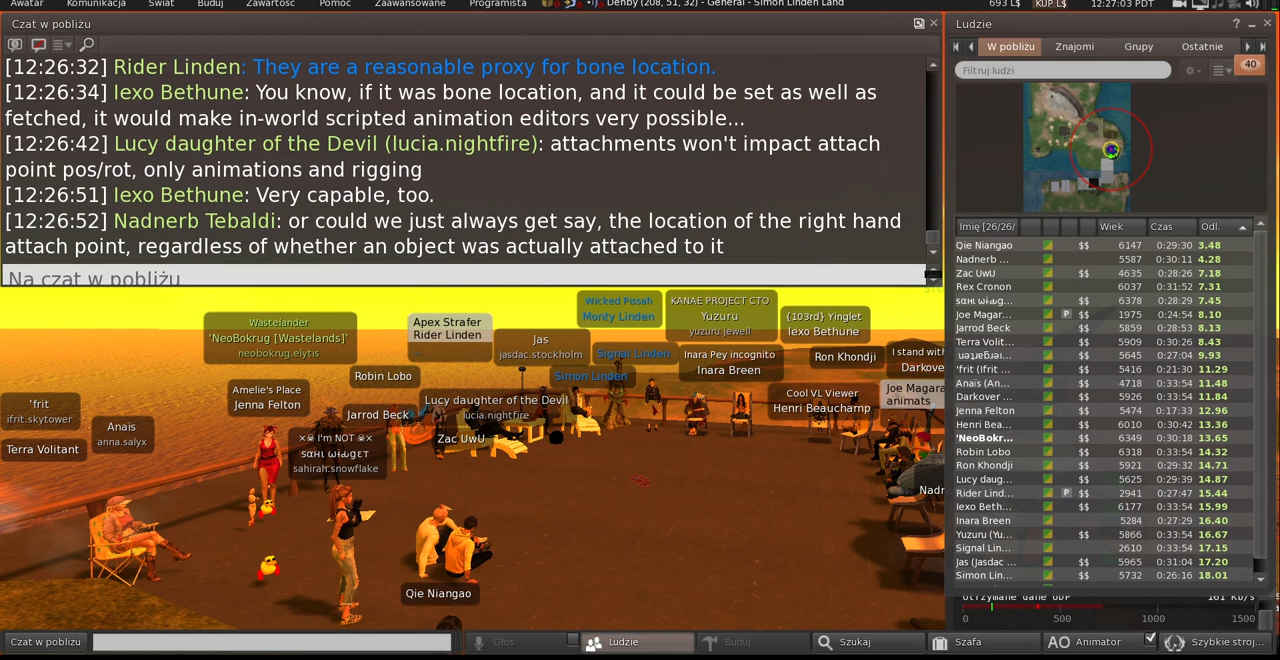 Awatar Komunikacja Świat Buduj Zawartość Pomoc Zaawansowane Programista Denby (208, 51, 32) - General - Simon Linden Land 693 L$ KUP L$ 12:27:03 PDT
Czat w pobliżu
[12:26:32] Rider Linden: They are a reasonable proxy for bone location.
[12:26:34] Iexo Bethune: You know, if it was bone location, and it could be set as well as
fetched, it would make in-world scripted animation editors very possible...
[12:26:42] Lucy daughter of the Devil (lucia.nightfire): attachments won't impact attach
point pos/rot, only animations and rigging
[12:26:51] Iexo Bethune: Very capable, too.
[12:26:52] Nadnerb Tebaldi: or could we just always get say, the location of the right hand
attach point, regardless of whether an object was actually attached to it
Na czat w pobliżu
Wastelander
'NeoBokrug [Wastelands]'
neobokrug.elytis
Apex Strafer
Rider Linden
..
Wicked Pissah
Monty Linden
KANAE PROJECT CTO
Yuzuru
yuzuru.jewell
{103rd} Yinglet
Iexo Bethune
Jas
jasdac.stockholm
Signal Linden
Simon Linden
Inara Pey incognito
Inara Breen
Ron Khondji
I stand with
Darkove
Robin Lobo
Amelie's Place
Jenna Felton
Jarrod Beck
Lucy daughter of the Devil
lucia.nightfire
Cool VL Viewer
Henri Beauchamp
Joe Magara
animats
'frit
ifrit.skytower
Terra Volitant
Anaïs
anna.salyx
×☠ I'm NOT ☠×
sαнι ωι∂gεт
sahirah.snowflake
Zac UwU
Nadn
Qie Niangao
Ludzie
W pobliżu Znajomi Grupy Ostatnie
Filtruj ludzi
40
Imię [26/26/ Wiek Czas Odl.
Qie Niangao $$ 6147 0:29:30 3.48
Nadnerb ... 5587 0:30:11 4.28
Zac UwU $$ 4635 0:28:26 7.18
Rex Cronon 6037 0:31:52 7.31
$$ 6378 0:28:29 7.45
Joe Magar... P 1975 0:24:54 8.10
Jarrod Beck 5859 0:28:53 8.13
Terra Volit... 5909 0:30:26 8.43
5645 0:27:04 9.93
'frit (Ifrit ... 5416 0:21:30 11.29
Anaïs (An... 4718 0:33:54 11.48
Darkover ... 5926 0:33:54 11.84
Jenna Felton 5474 0:17:33 12.96
Henri Bea... 6010 0:30:42 13.36
'NeoBokr... 6349 0:30:18 13.65
Robin Lobo 6318 0:33:54 14.32
Ron Khondji 5921 0:29:32 14.71
Lucy daug... 5625 0:29:39 14.87
Rider Lind... P $$ 2941 0:27:47 15.44
Iexo Beth... $$ 6177 0:33:54 15.99
Inara Breen 5284 0:27:29 16.40
Yuzuru (Yu... $$ 5866 0:33:54 16.67
Signal Lin... 2610 0:33:54 17.15
Jas (Jasdac ... $$ 5965 0:31:04 17.20
Simon Lin... $$ 5732 0:26:16 18.01
Otrzymane dane UDP 161 Kb/s
0 500 1000 1500
Czat w pobliżu Głos Ludzie Buduj Szukaj Szafa AO Animator Szybkie stroj...